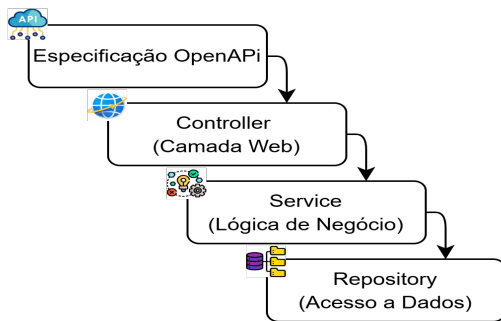 API
Especificação OpenAPi
Controller
(Camada Web)
Service
(Lógica de Negócio)
Repository
(Acesso a Dados)